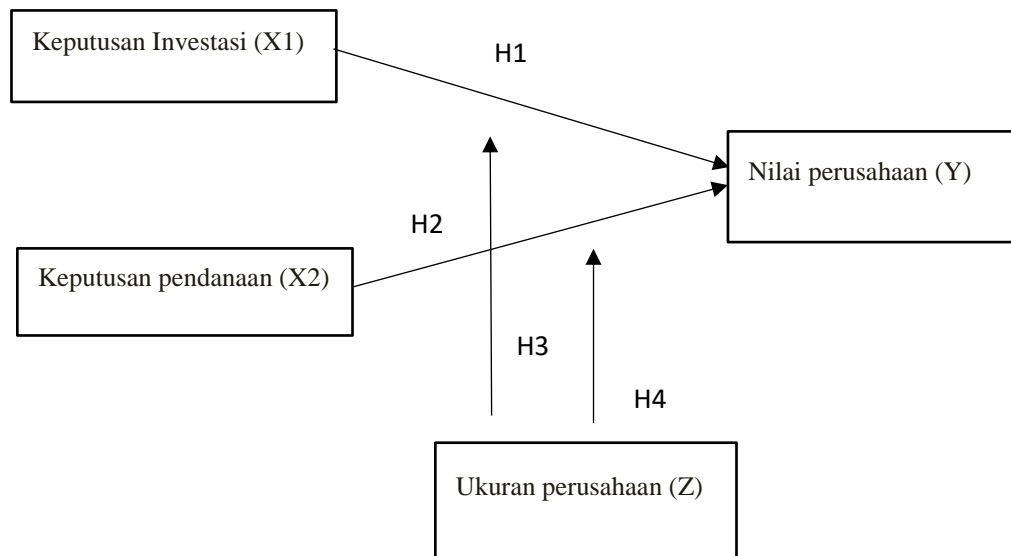 Keputusan Investasi (X1)
H1
Nilai perusahaan (Y)
H2
Keputusan pendanaan (X2)
H3
H4
Ukuran perusahaan (Z)